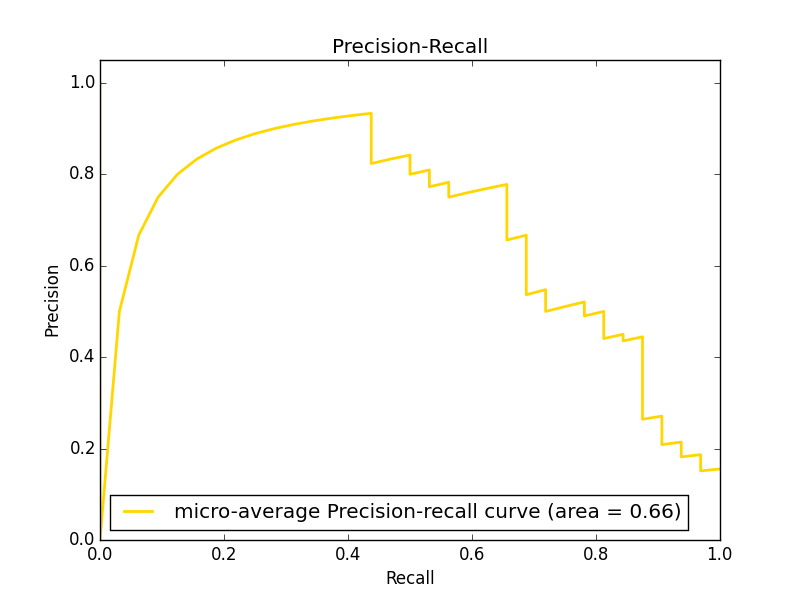 Precision-Recall
1.0
0.8
0.6
0.4
0.2
0.0
Precision
micro-average Precision-recall curve (area = 0.66)
0.0 0.2 0.4 0.6 0.8 1.0
Recall